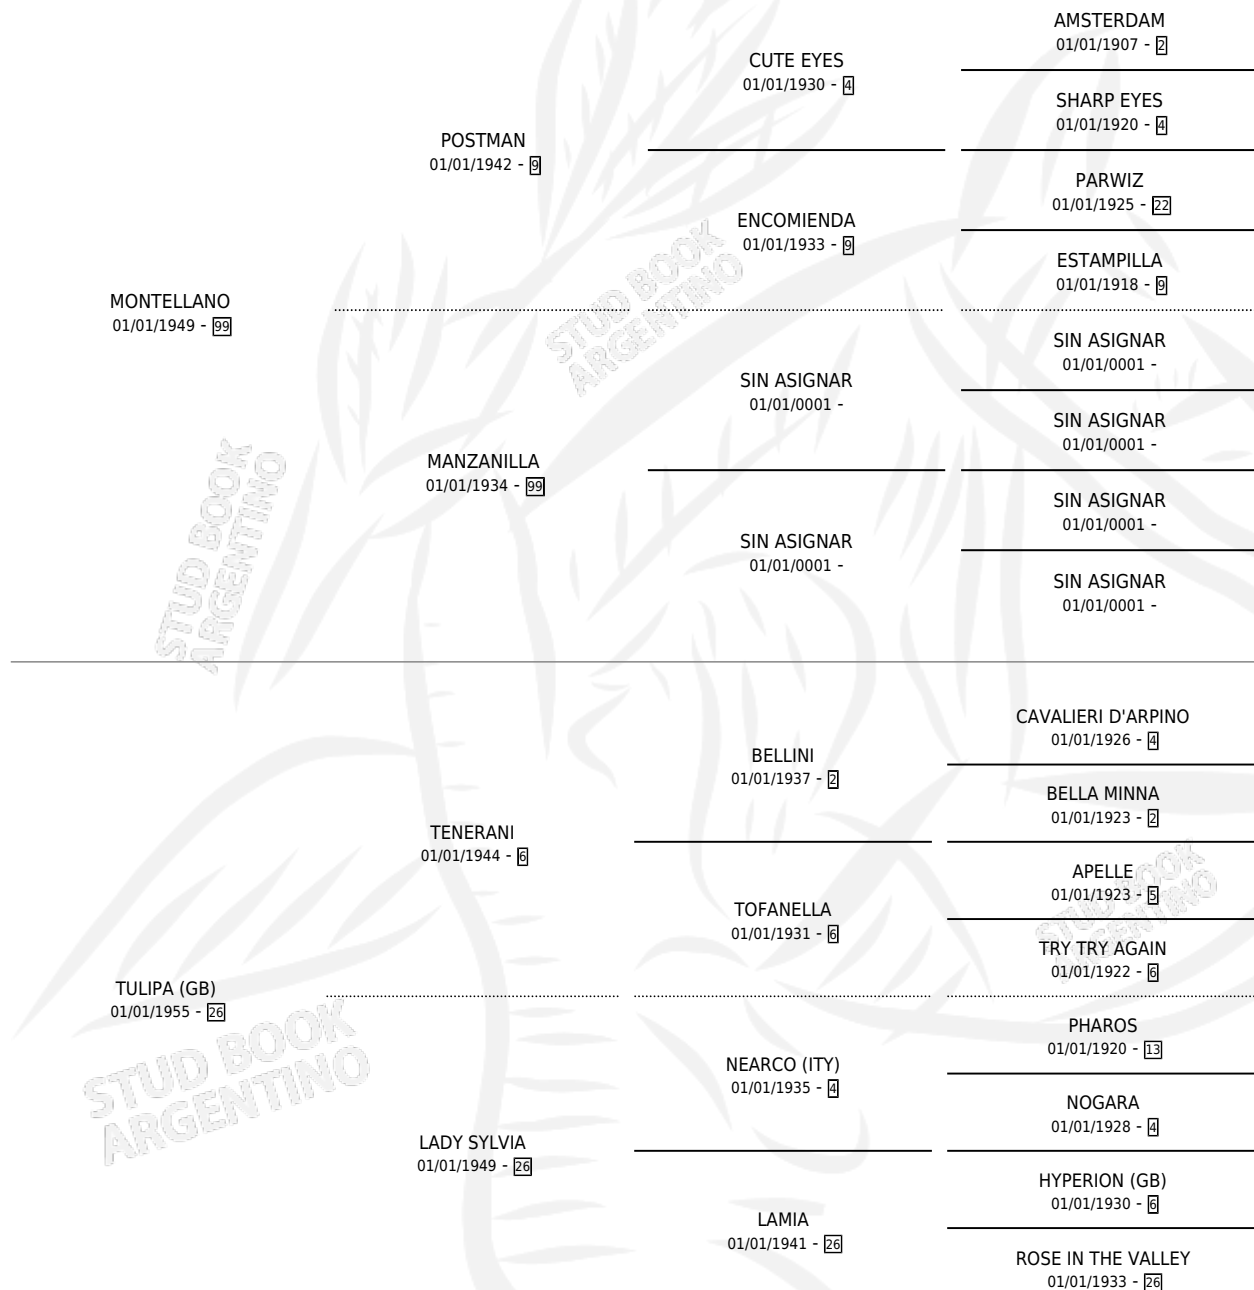 AMSTERDAM
01/01/1907 - 2
CUTE EYES
01/01/1930 - 4
SHARP EYES
01/01/1920 - 4
POSTMAN
01/01/1942 - 9
PARWIZ
01/01/1925 - 22
ENCOMIENDA
01/01/1933 - 9
ESTAMPILLA
01/01/1918 - 9
MONTELLANO
01/01/1949 - 99
SIN ASIGNAR
01/01/0001 -
SIN ASIGNAR
01/01/0001 -
SIN ASIGNAR
01/01/0001 -
MANZANILLA
01/01/1934 - 99
SIN ASIGNAR
01/01/0001 -
SIN ASIGNAR
01/01/0001 -
SIN ASIGNAR
01/01/0001 -
STUD BOOK
ARGENTINO
STUD BOOK
ARGENTINO
CAVALIERI D'ARPINO
01/01/1926 - 4
BELLINI
01/01/1937 - 2
BELLA MINNA
01/01/1923 - 2
TENERANI
01/01/1944 - 6
APELLE
01/01/1923 - 5
TOFANELLA
01/01/1931 - 6
TRY TRY AGAIN
01/01/1922 - 6
TULIPA (GB)
01/01/1955 - 26
PHAROS
01/01/1920 - 13
NEARCO (ITY)
01/01/1935 - 4
NOGARA
01/01/1928 - 4
LADY SYLVIA
01/01/1949 - 26
HYPERION (GB)
01/01/1930 - 6
LAMIA
01/01/1941 - 26
ROSE IN THE VALLEY
01/01/1933 - 26
STUD BOOK
ARGENTINO
STUD BOOK
ARGENTINO